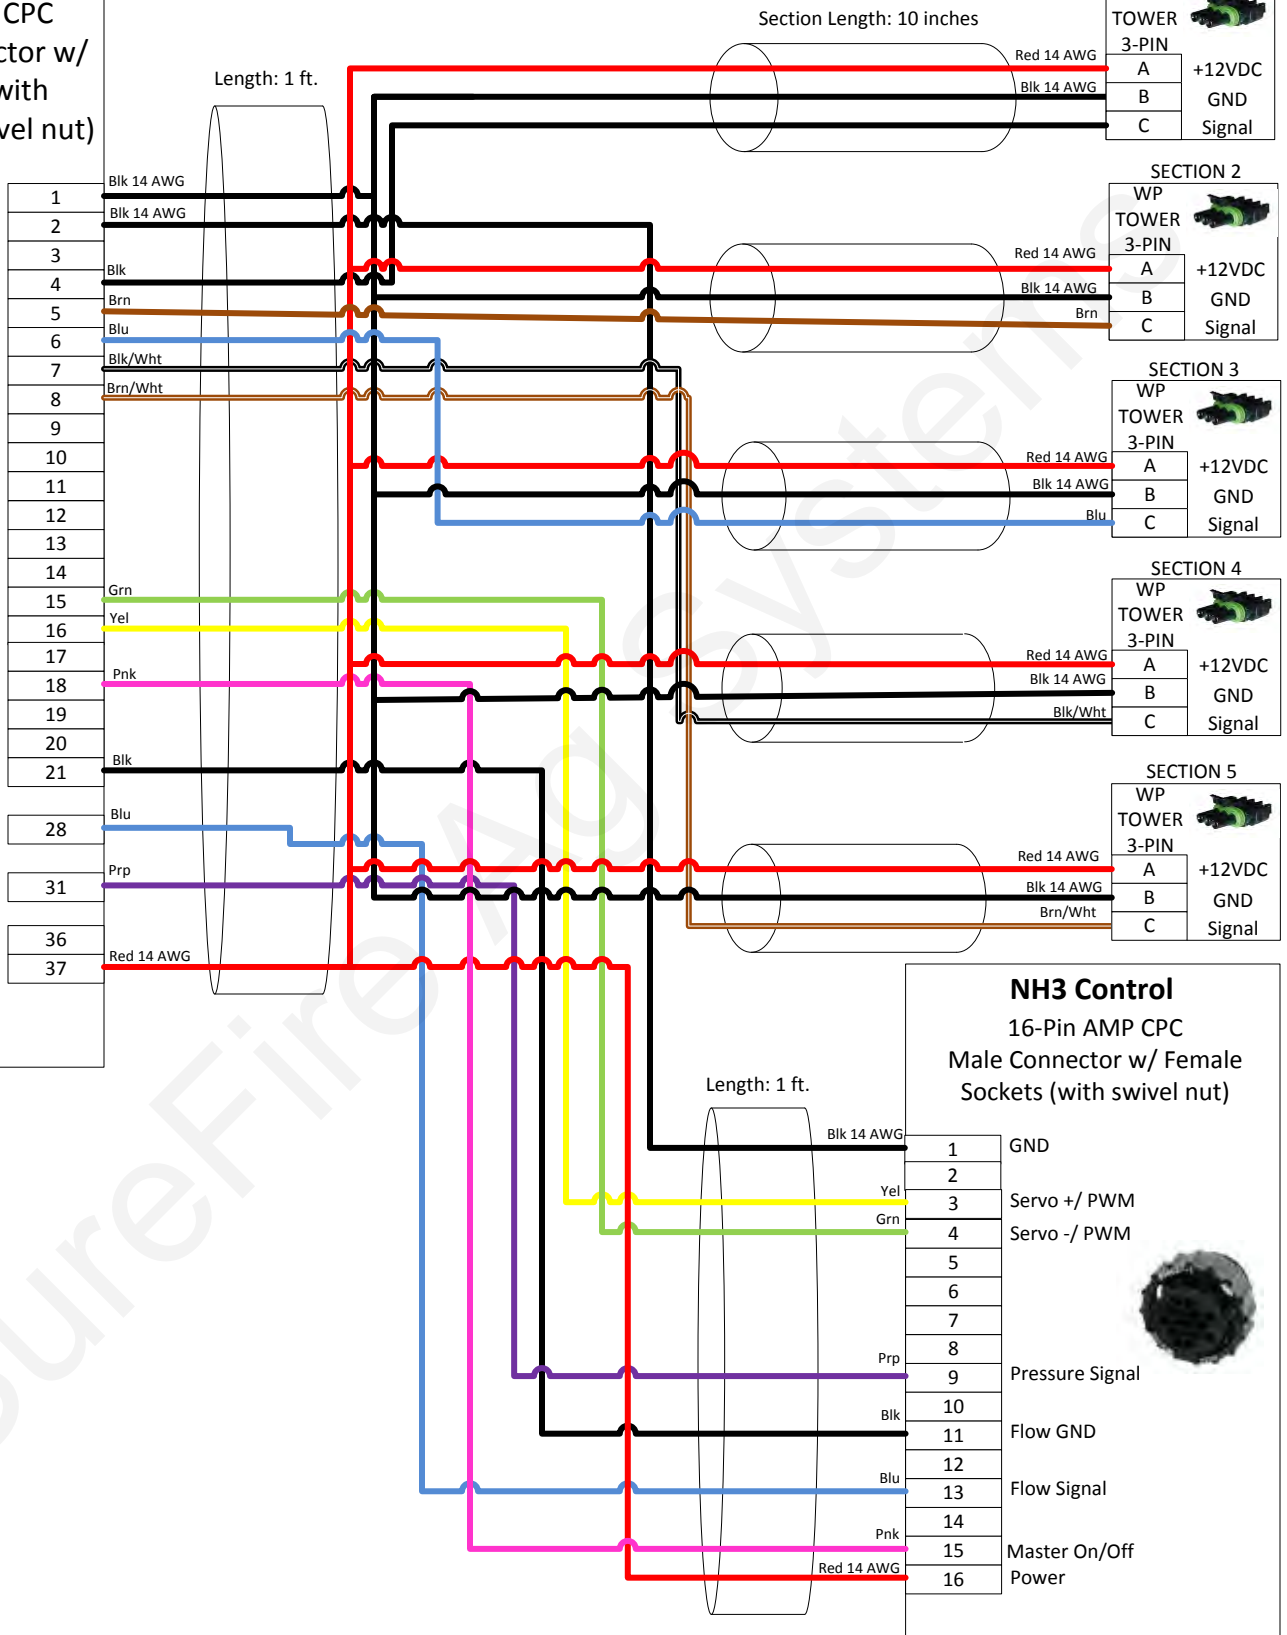 CPC
ctor w/
with
vel nut)
Length: 1 ft.
Section Length: 10 inches
1
2
3
4
5
6
7
8
9
10
11
12
13
14
15
16
17
18
19
20
21
28
31
36
37
Blk 14 AWG
Blk 14 AWG
Blk
Brn
Blu
Blk/Wht
Brn/Wht
Grn
Yel
Pnk
Blk
Blu
Prp
Red 14 AWG
TOWER
3-PIN
Red 14 AWG
A
+12VDC
Blk 14 AWG
B
GND
C
Signal
SECTION 2
WP
TOWER
3-PIN
Red 14 AWG
A
+12VDC
Blk 14 AWG
B
GND
Brn
C
Signal
SECTION 3
WP
TOWER
3-PIN
Red 14 AWG
A
+12VDC
Blk 14 AWG
B
GND
Blu
C
Signal
SECTION 4
WP
TOWER
3-PIN
Red 14 AWG
A
+12VDC
Blk 14 AWG
B
GND
Blk/Wht
C
Signal
SECTION 5
WP
TOWER
3-PIN
Red 14 AWG
A
+12VDC
Blk 14 AWG
B
GND
Brn/Wht
C
Signal
NH3 Control
16-Pin AMP CPC
Male Connector w/ Female
Sockets (with swivel nut)
Length: 1 ft.
Blk 14 AWG
1
GND
2
Yel
3
Servo +/ PWM
Grn
4
Servo -/ PWM
5
6
7
8
Prp
9
Pressure Signal
10
Blk
11
Flow GND
12
Blu
13
Flow Signal
14
Pnk
15
Master On/Off
Red 14 AWG
16
Power
SureFire Ag Systems